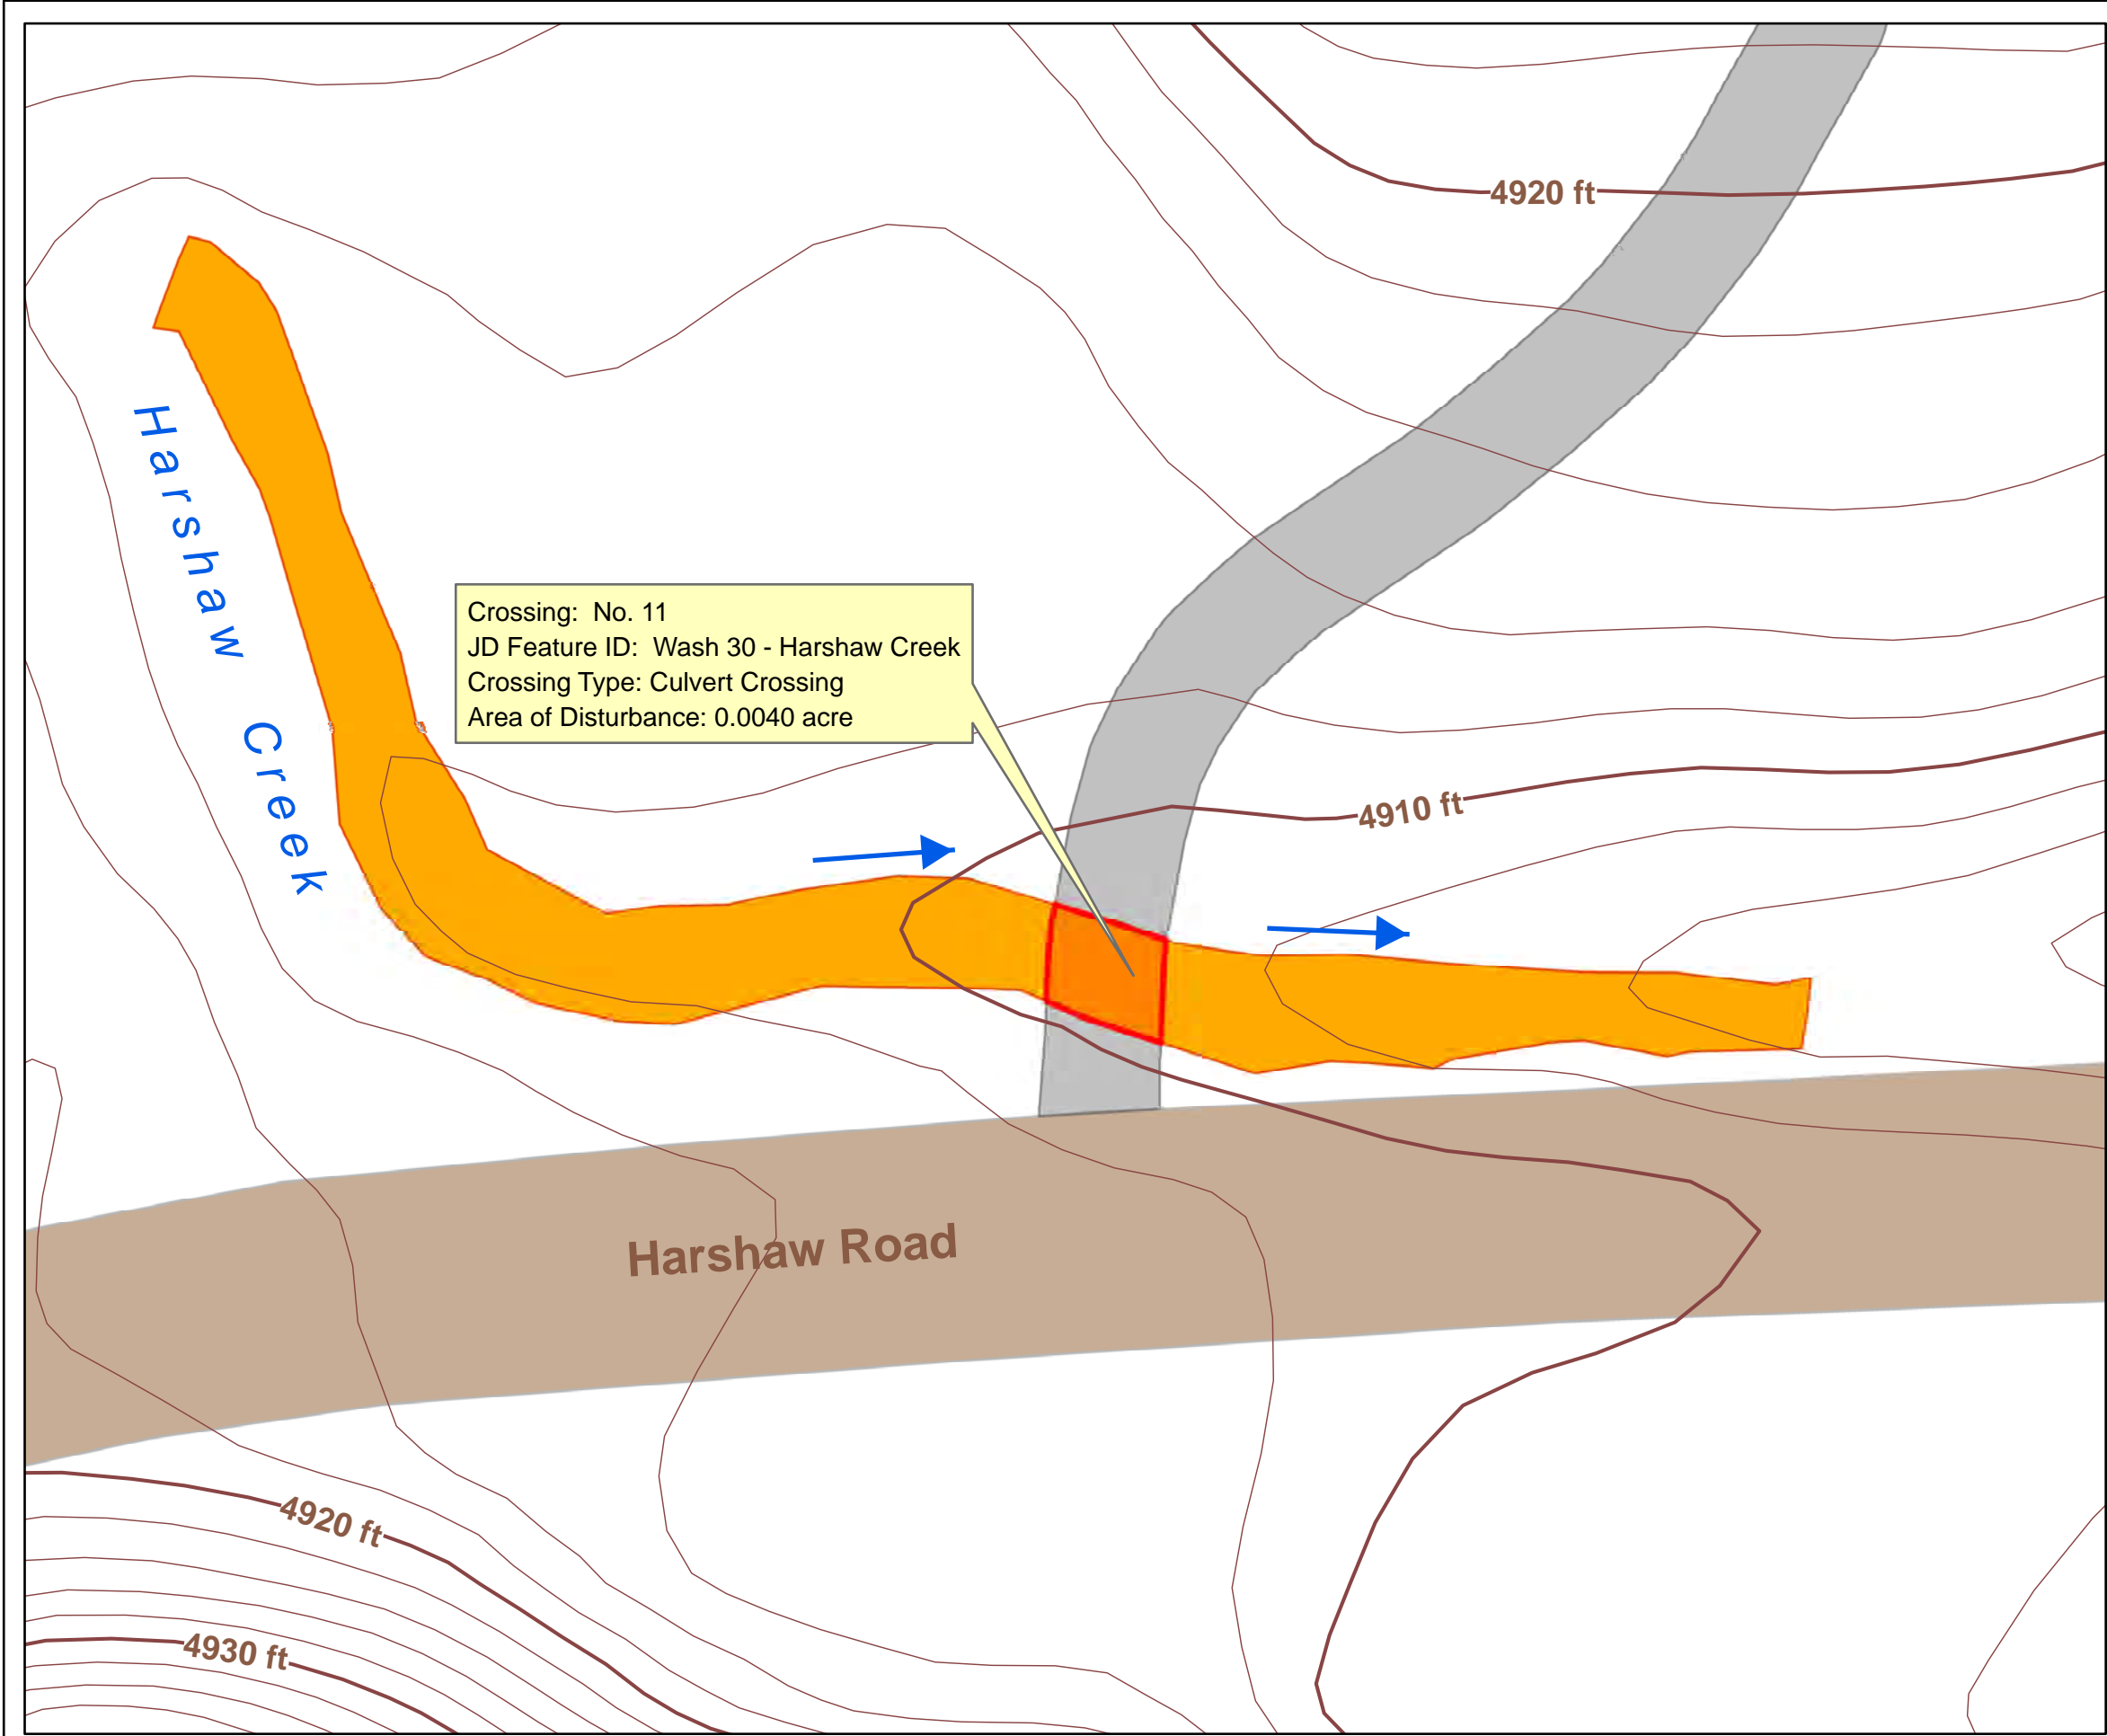 4920 ft
Harshaw Creek
Crossing: No. 11
JD Feature ID: Wash 30 - Harshaw Creek
Crossing Type: Culvert Crossing
Area of Disturbance: 0.0040 acre
4910 ft
Harshaw Road
4920 ft
4930 ft